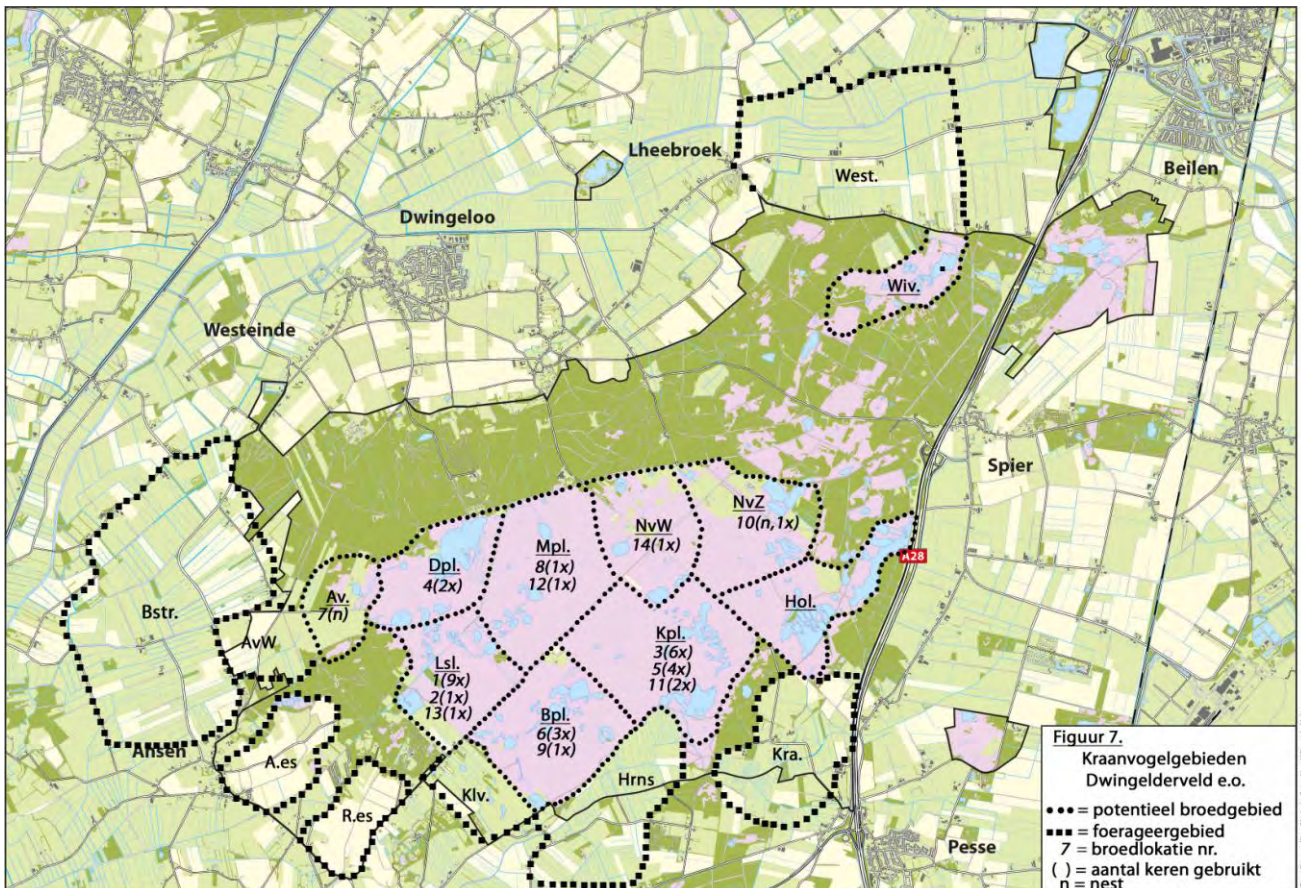 Lheebroek
West.
Beilen
Dwingeloo
Wiv.
Westeinde
Spier
NvZ
10(n,1x)
NvW
14(1x)
Mpl.
8(1x)
12(1x)
A28
Dpl.
4(2x)
Av.
7(n)
Hol.
Bstr.
AvW
Kpl.
3(6x)
5(4x)
11(2x)
Lsl.
1(9x)
2(1x)
13(1x)
Bpl.
6(3x)
9(1x)
Ansen
A.es
Kra.
Hrns
Klv.
R.es
Pesse
Figuur 7.
Kraanvogelgebieden
Dwingelderveld e.o.
= potentieel broedgebied
= foerageergebied
7 = broedlokatie nr.
( ) = aantal keren gebruikt
n = nest